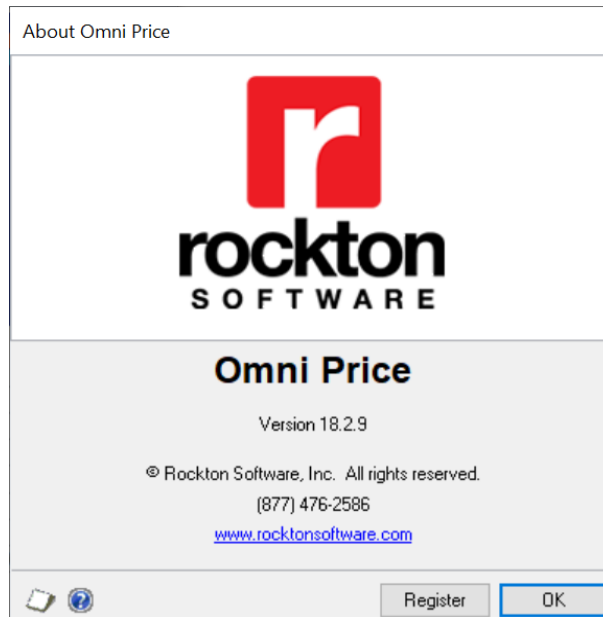 About Omni Price
r
rockton
SOFTWARE
Omni Price
Version 18.2.9
© Rockton Software, Inc. All rights reserved.
(877) 476-2586
www.rocktonsoftware.com
? Register OK